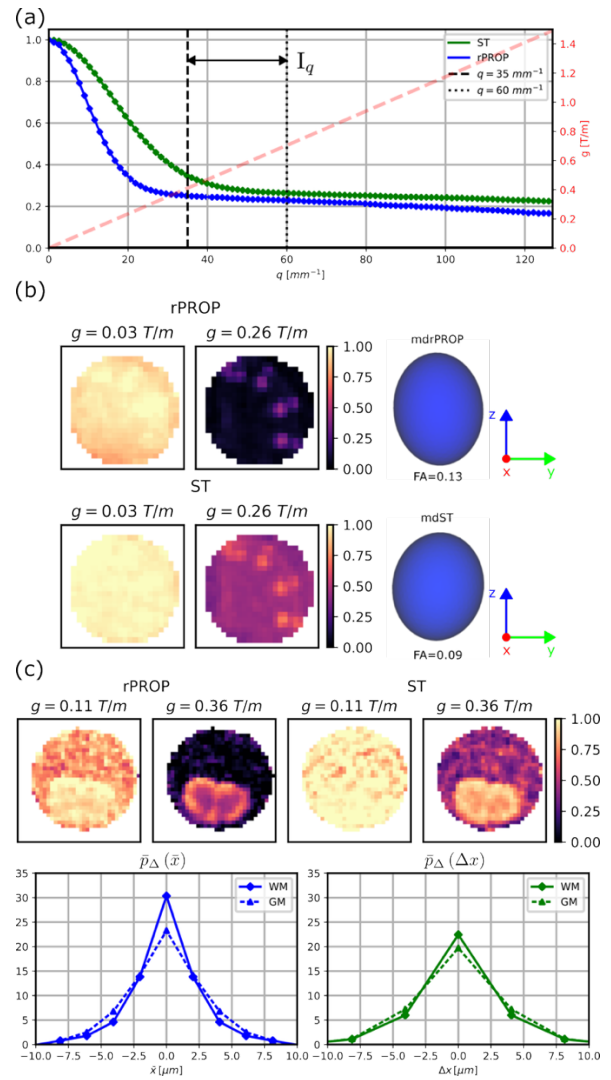 (a)
1.0
0.8
0.6
0.4
0.2
0.0
I_q
ST
rPROP
q = 35 mm⁻¹
q = 60 mm⁻¹
1.4
1.2
1.0
0.8
0.6
0.4
0.2
0.0
g [T/m]
0 20 40 60 80 100 120
q [mm⁻¹]
(b)
rPROP
g = 0.03 T/m g = 0.26 T/m
1.00
0.75
0.50
0.25
0.00
mdrPROP
FA=0.13
z
x
y
ST
g = 0.03 T/m g = 0.26 T/m
1.00
0.75
0.50
0.25
0.00
mdST
FA=0.09
z
x
y
(c)
rPROP ST
g = 0.11 T/m g = 0.36 T/m g = 0.11 T/m g = 0.36 T/m
1.00
0.75
0.50
0.25
0.00
p̄_Δ (x̄)
35
30
25
20
15
10
5
0
WM
GM
−10.0 −7.5 −5.0 −2.5 0.0 2.5 5.0 7.5 10.0
x̄ [μm]
p̄_Δ (Δx)
35
30
25
20
15
10
5
0
WM
GM
−10.0 −7.5 −5.0 −2.5 0.0 2.5 5.0 7.5 10.0
Δx [μm]